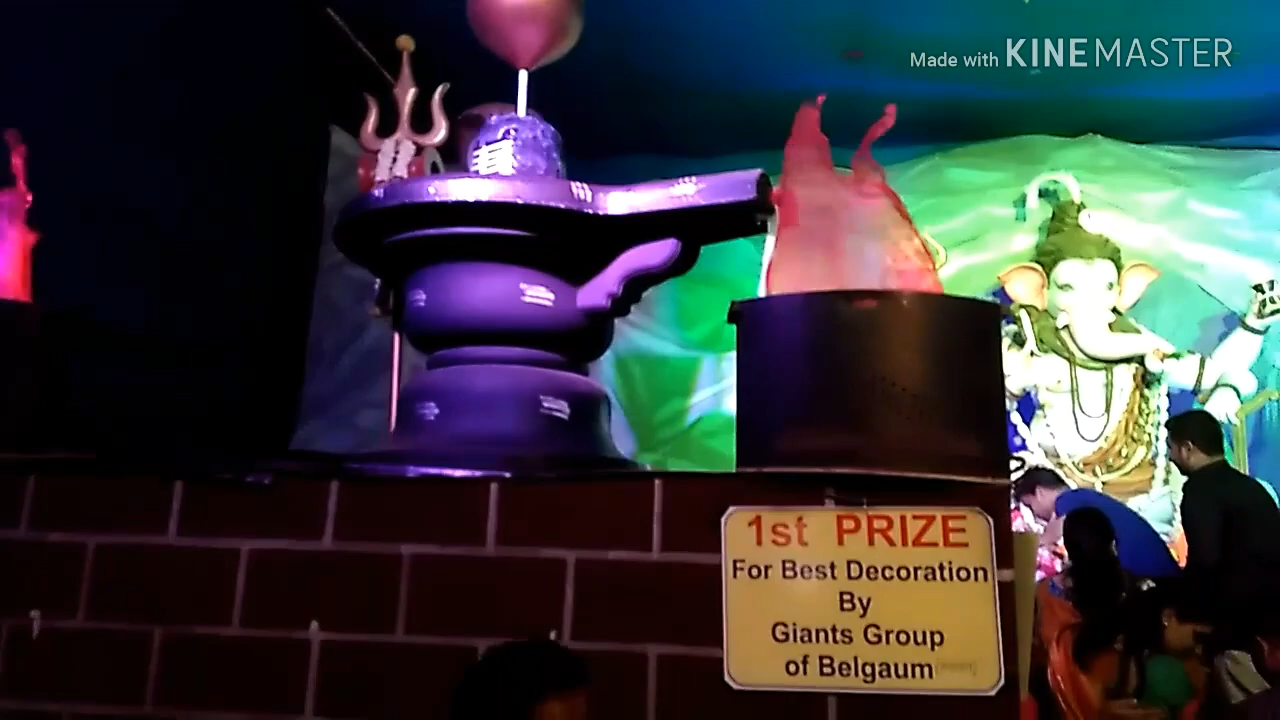 Made with KINEMASTER
1st PRIZE
For Best Decoration
By
Giants Group
of Belgaum